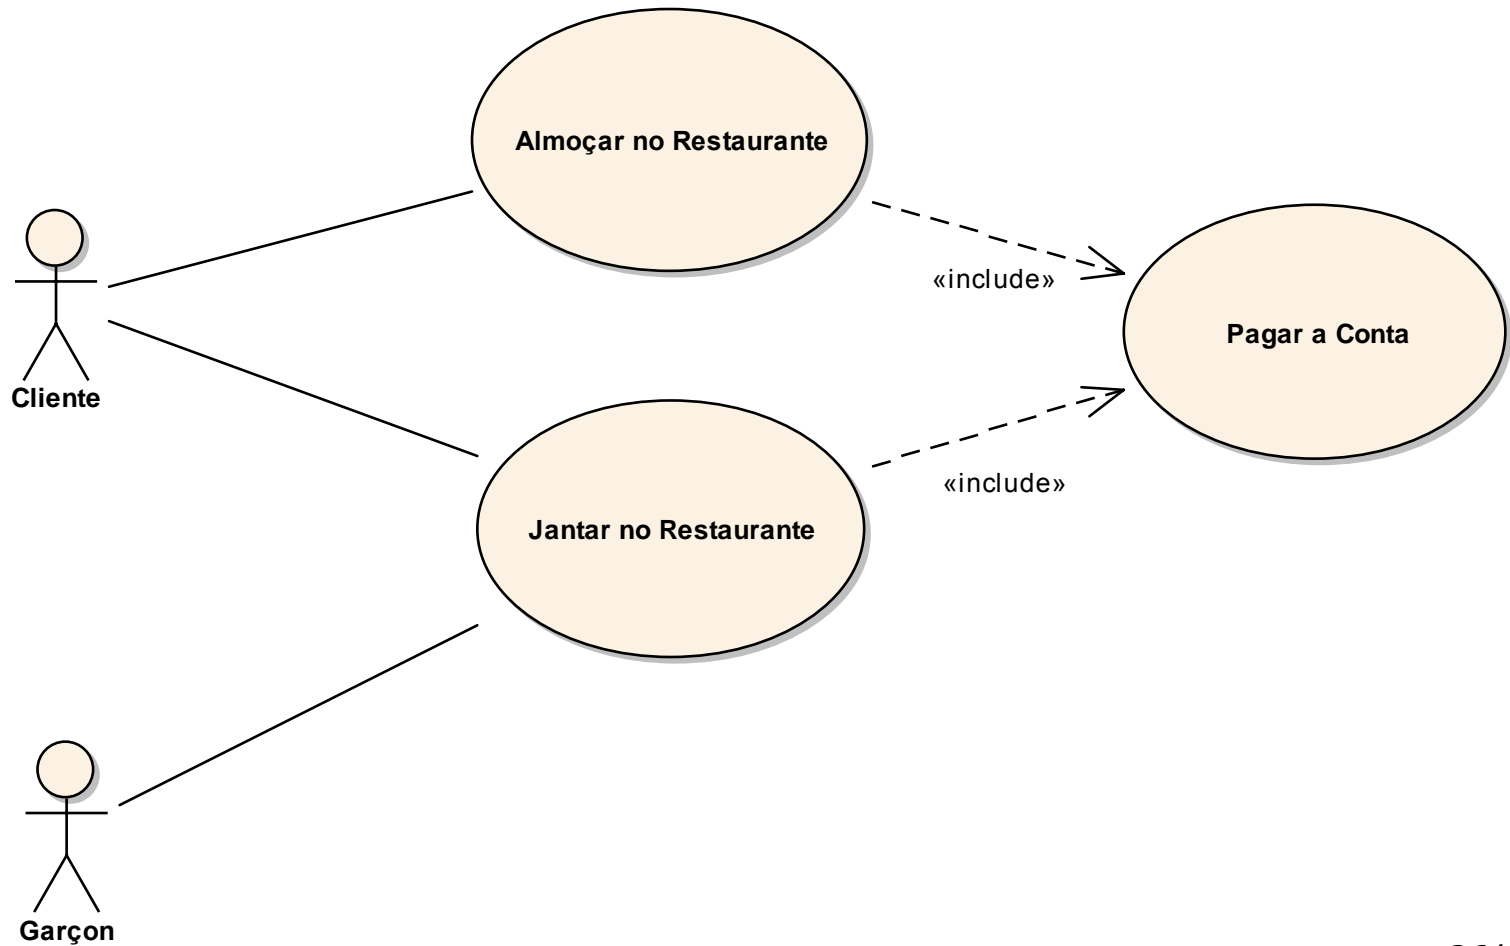 Almoçar no Restaurante
«include»
Pagar a Conta
Cliente
«include»
Jantar no Restaurante
Garçon